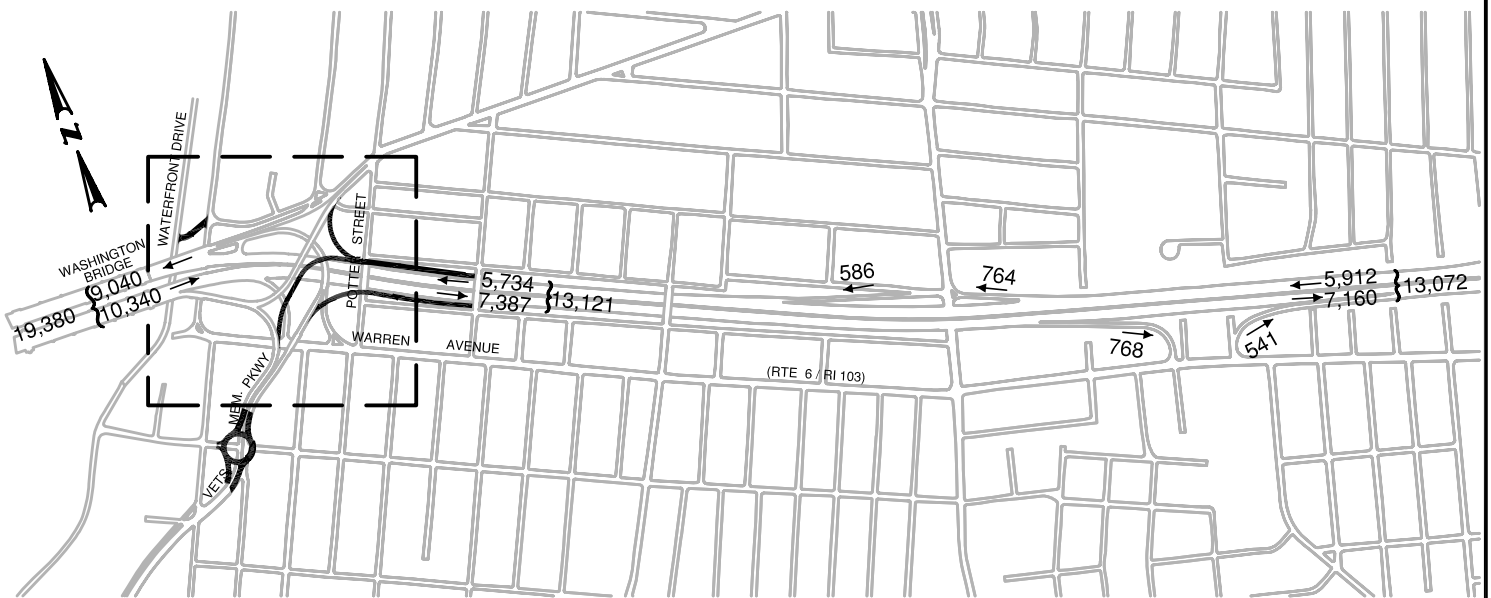 N
WATERFRONT DRIVE
WASHINGTON
BRIDGE
9,040
10,340
19,380
POTTER STREET
5,734
7,387
13,121
586
764
5,912
7,160
13,072
768
541
WARREN AVENUE
(RTE 6 / RI 103)
VETS MEM. PKWY